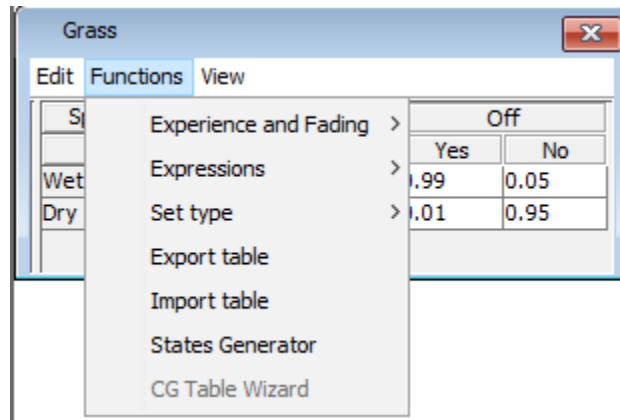 Grass
Edit Functions View
Sp Off
Experience and Fading
Yes No
Expressions
Wet .99 0.05
Set type
Dry .01 0.95
Export table
Import table
States Generator
CG Table Wizard